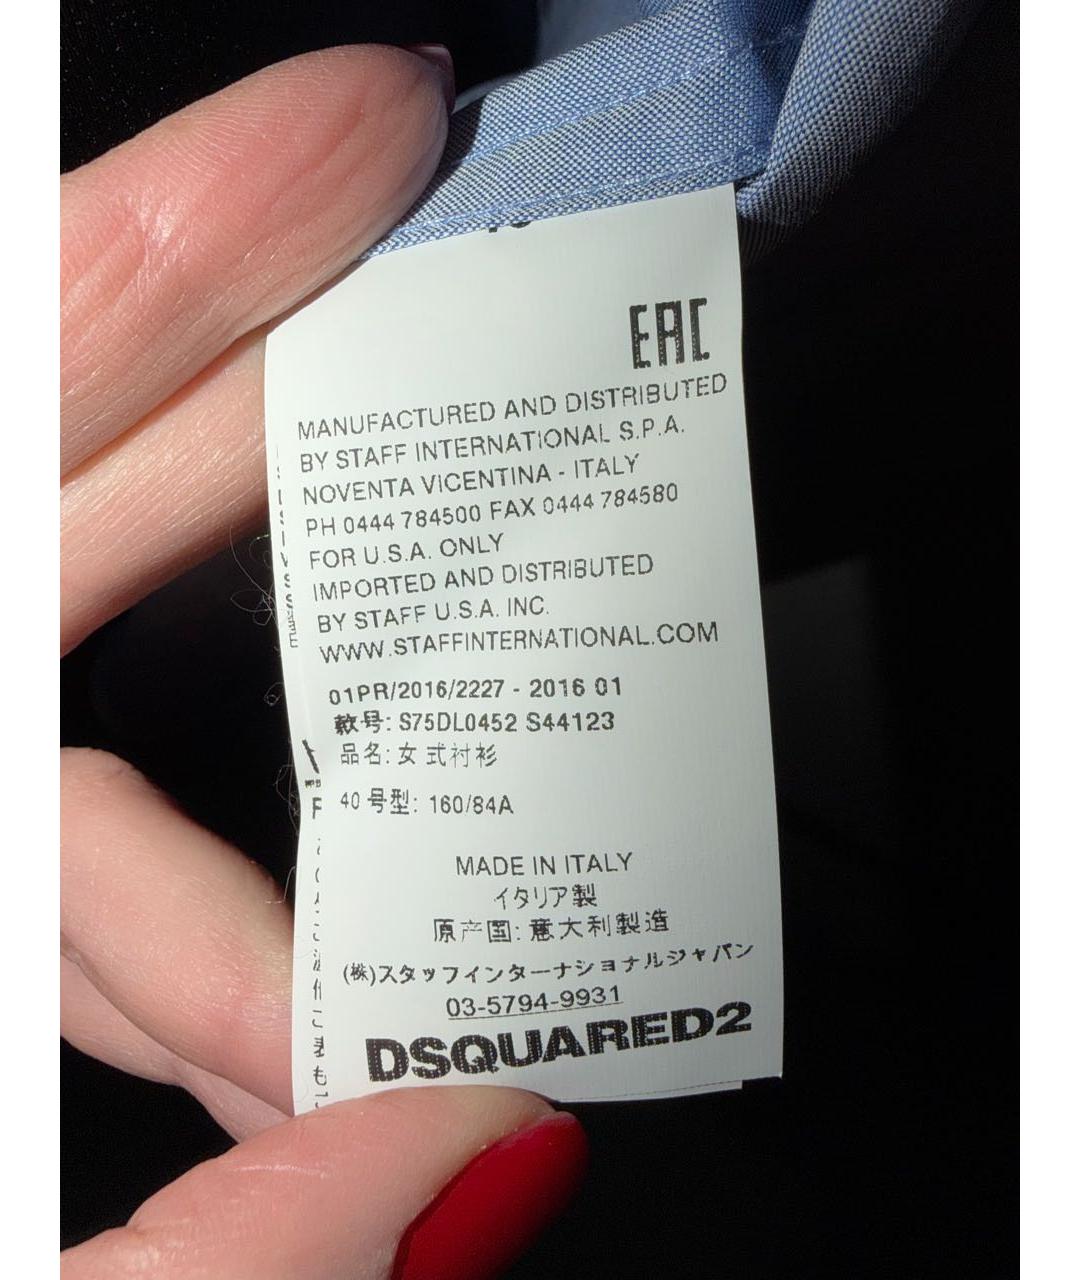 EAC
MANUFACTURED AND DISTRIBUTED
BY STAFF INTERNATIONAL S.P.A.
NOVENTA VICENTINA - ITALY
PH 0444 784500 FAX 0444 784580
FOR U.S.A. ONLY
IMPORTED AND DISTRIBUTED
BY STAFF U.S.A. INC.
WWW.STAFFINTERNATIONAL.COM
01PR/2016/2227 - 2016 01
款号: S75DL0452 S44123
品名: 女式衬衫
40 号型: 160/84A
MADE IN ITALY
イタリア製
原产国: 意大利製造
(株)スタッフインターナショナルジャパン
03-5794-9931
DSQUARED2